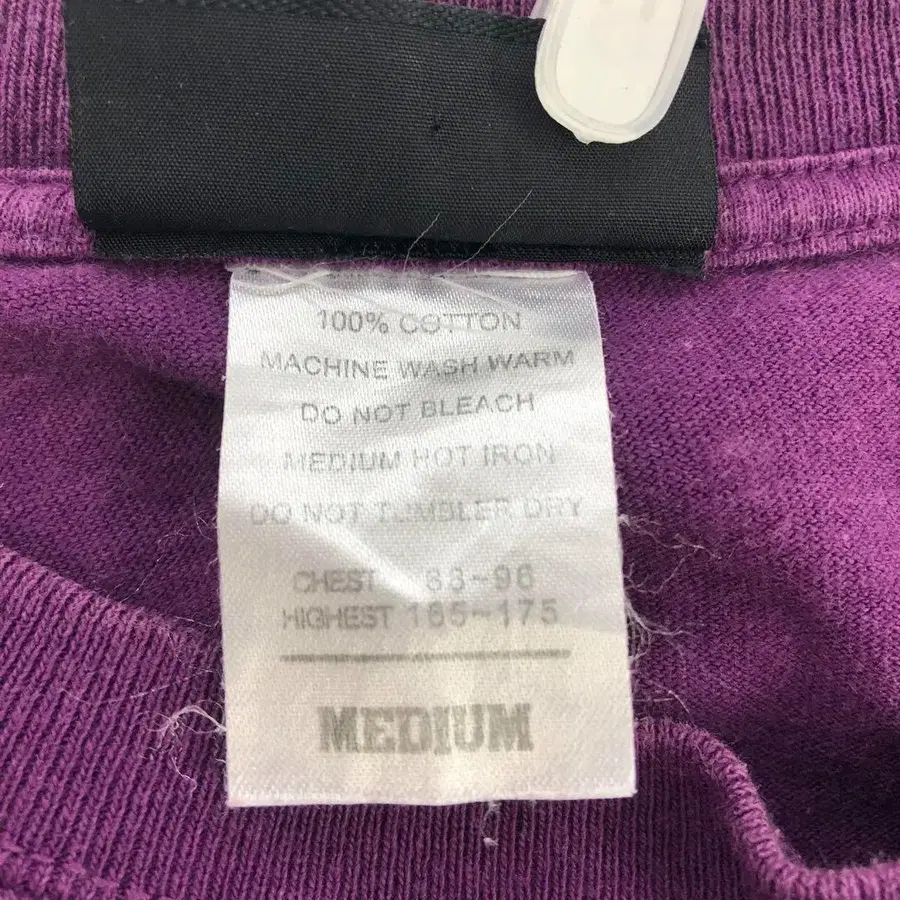 100% COTTON
MACHINE WASH WARM
DO NOT BLEACH
MEDIUM HOT IRON
DO NOT TUMBLER DRY
CHEST 88~96
HIGHEST 165~175
MEDIUM